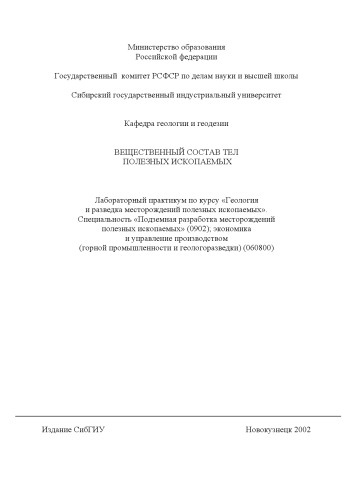 Министерство образования
Российской федерации
Государственный комитет РСФСР по делам науки и высшей школы
Сибирский государственный индустриальный университет
Кафедра геологии и геодезии
ВЕЩЕСТВЕННЫЙ СОСТАВ ТЕЛ
ПОЛЕЗНЫХ ИСКОПАЕМЫХ
Лабораторный практикум по курсу «Геология
и разведка месторождений полезных ископаемых».
Специальность «Подземная разработка месторождений
полезных ископаемых» (0902); экономика
и управление производством
(горной промышленности и геологоразведки) (060800)
Издание СибГИУ Новокузнецк 2002